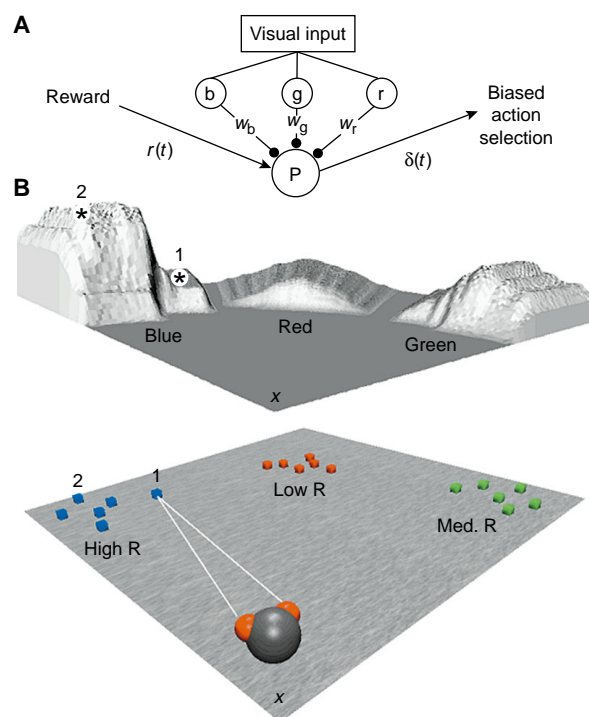 A
Visual input
b
g
r
Reward
w_b
w_g
w_r
Biased
action
selection
r(t)
P
δ(t)
B
2
*
1
*
Blue
Red
Green
x
2
1
Low R
High R
Med. R
x